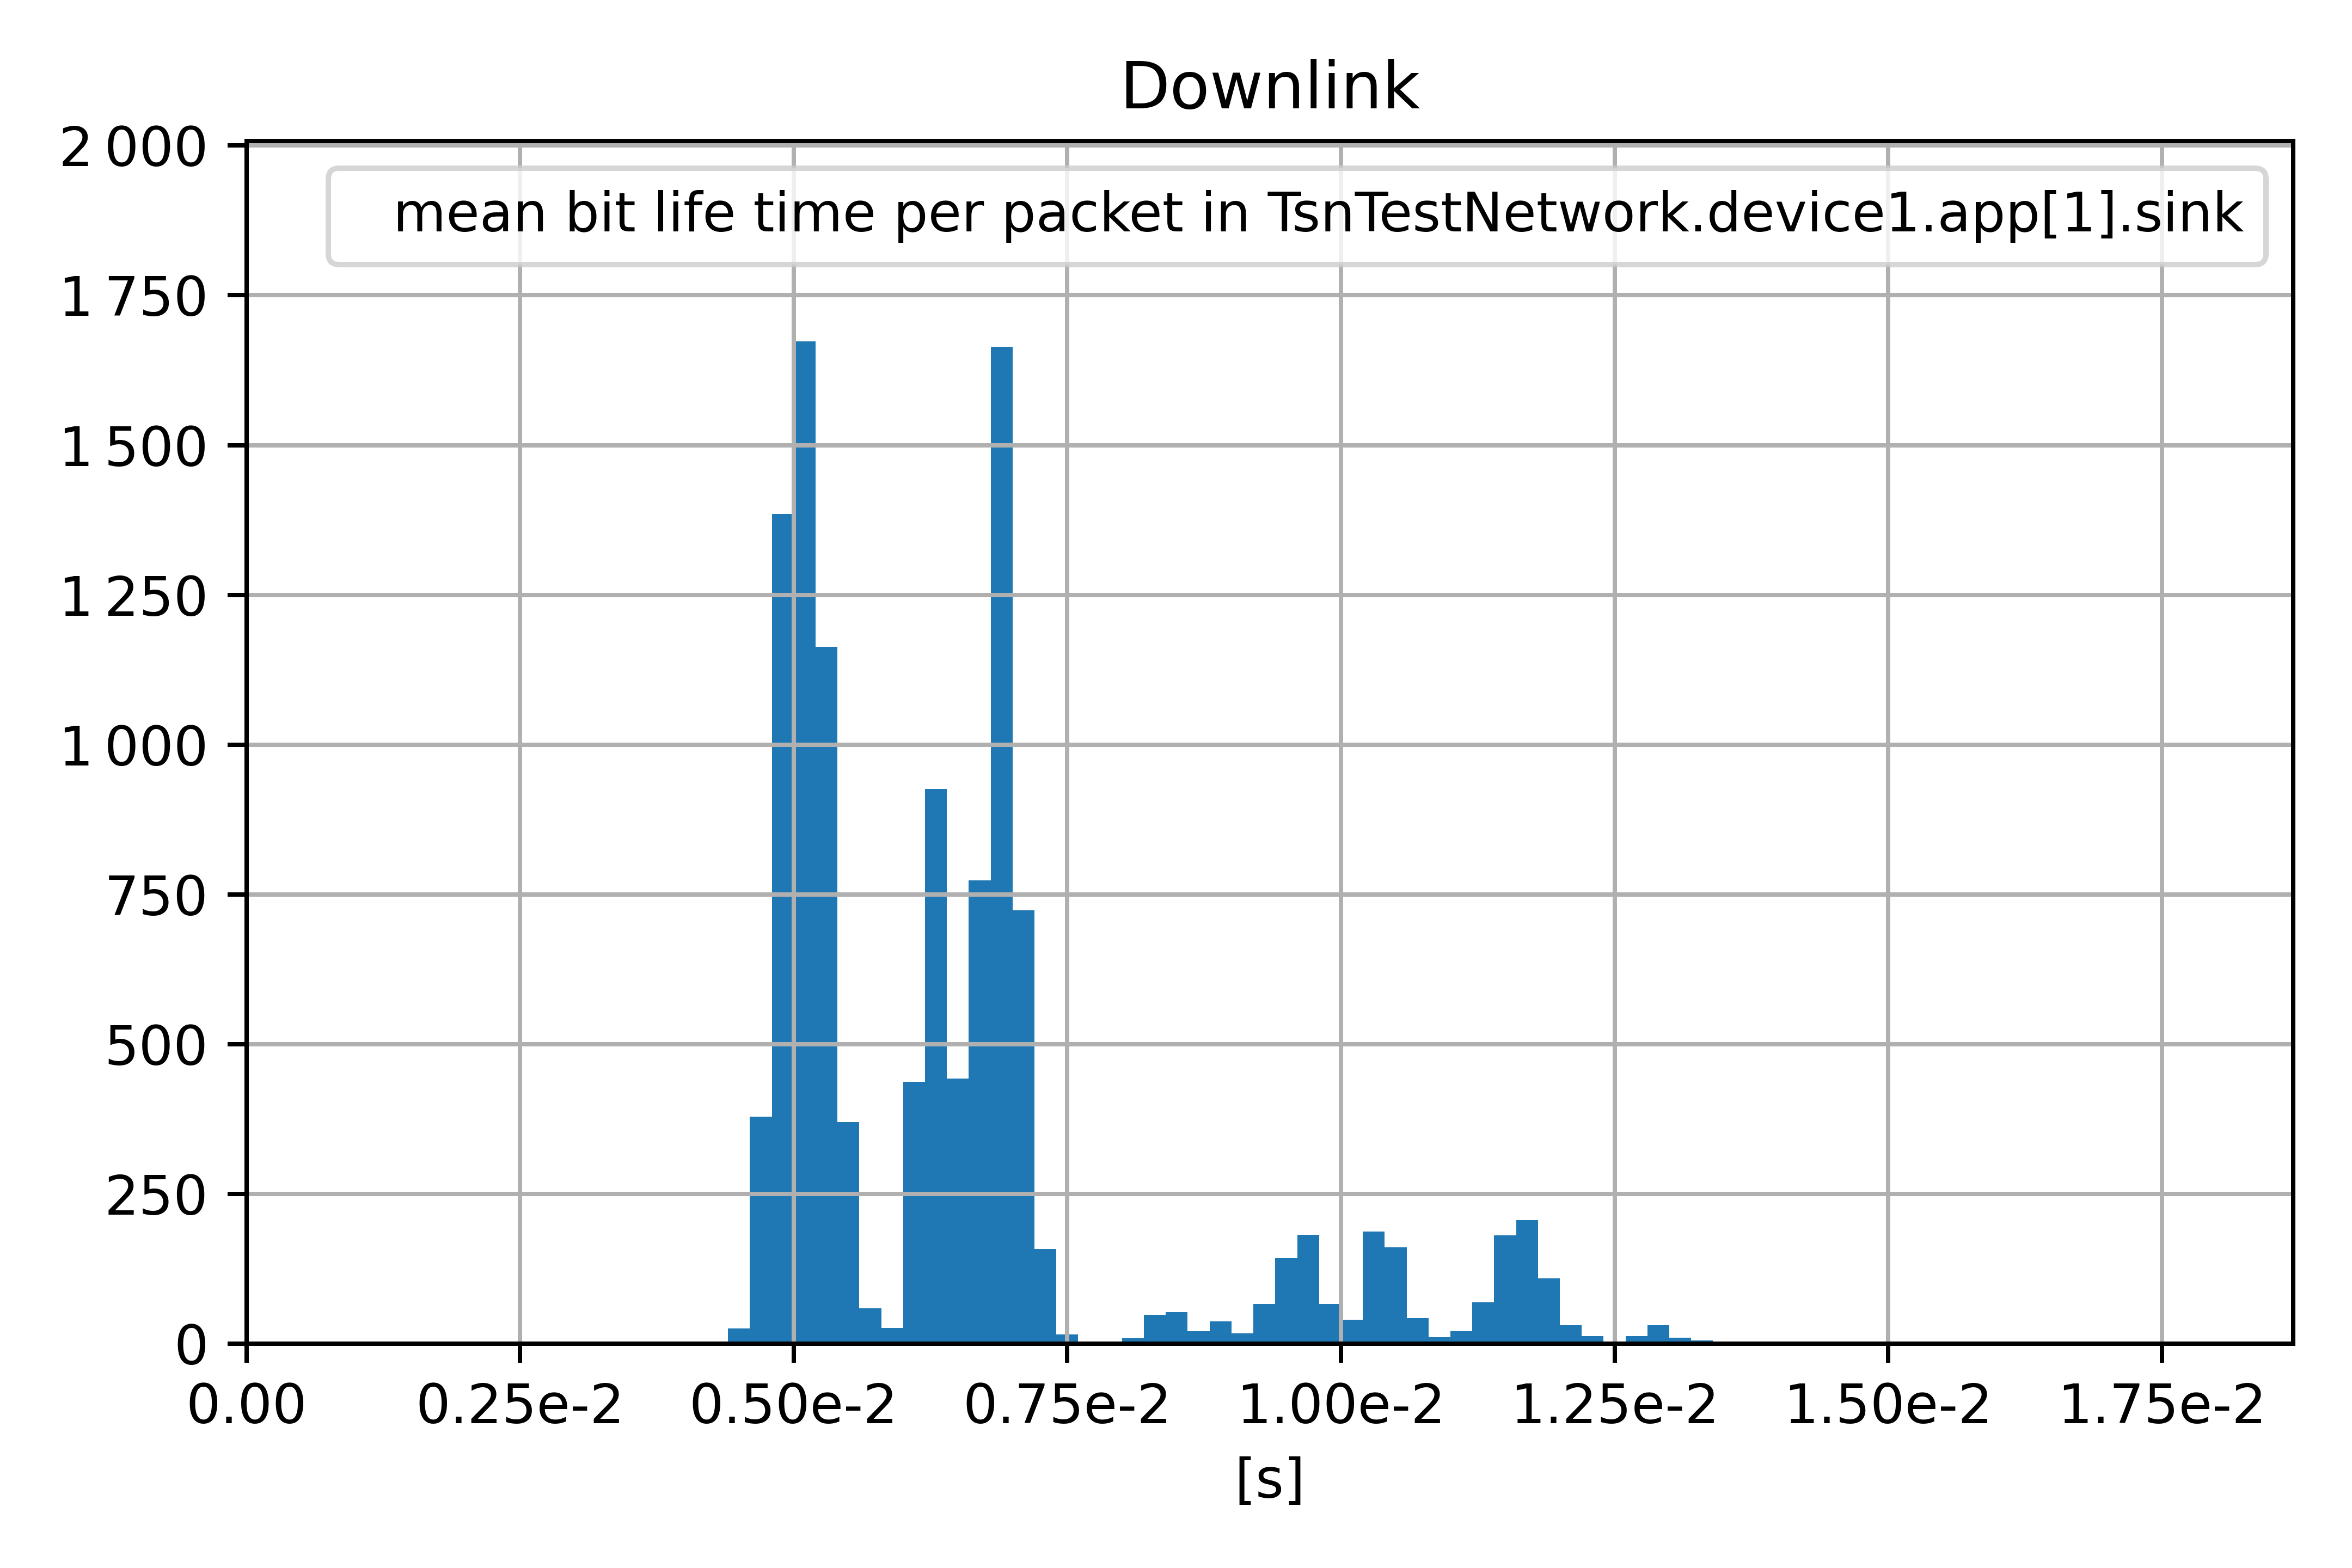 Downlink
mean bit life time per packet in TsnTestNetwork.device1.app[1].sink
2 000
1 750
1 500
1 250
1 000
750
500
250
0
0.00 0.25e-2 0.50e-2 0.75e-2 1.00e-2 1.25e-2 1.50e-2 1.75e-2
[s]